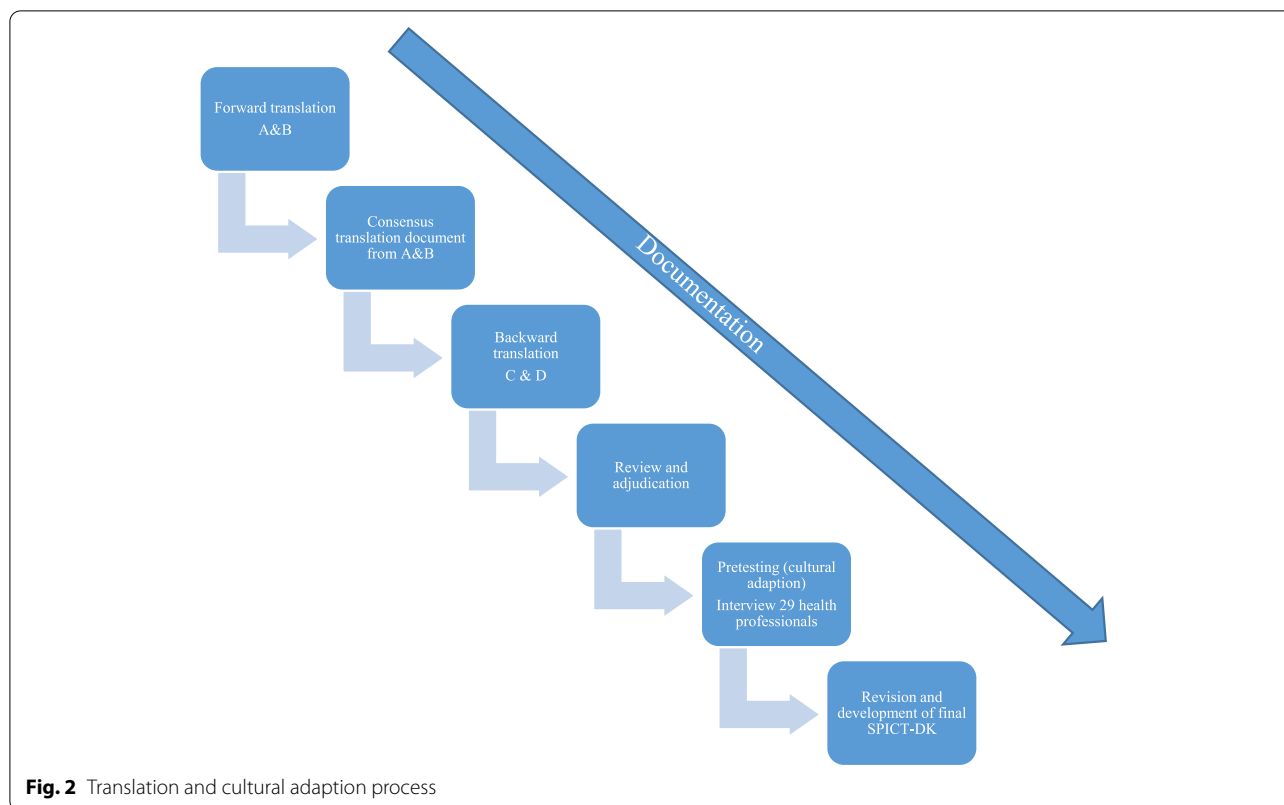 Forward translation
A&B
Consensus
translation document
from A&B
Documentation
Backward
translation
C & D
Review and
adjudication
Pretesting (cultural
adaption)
Interview 29 health
professionals
Revision and
development of final
SPICT-DK
Fig. 2 Translation and cultural adaption process